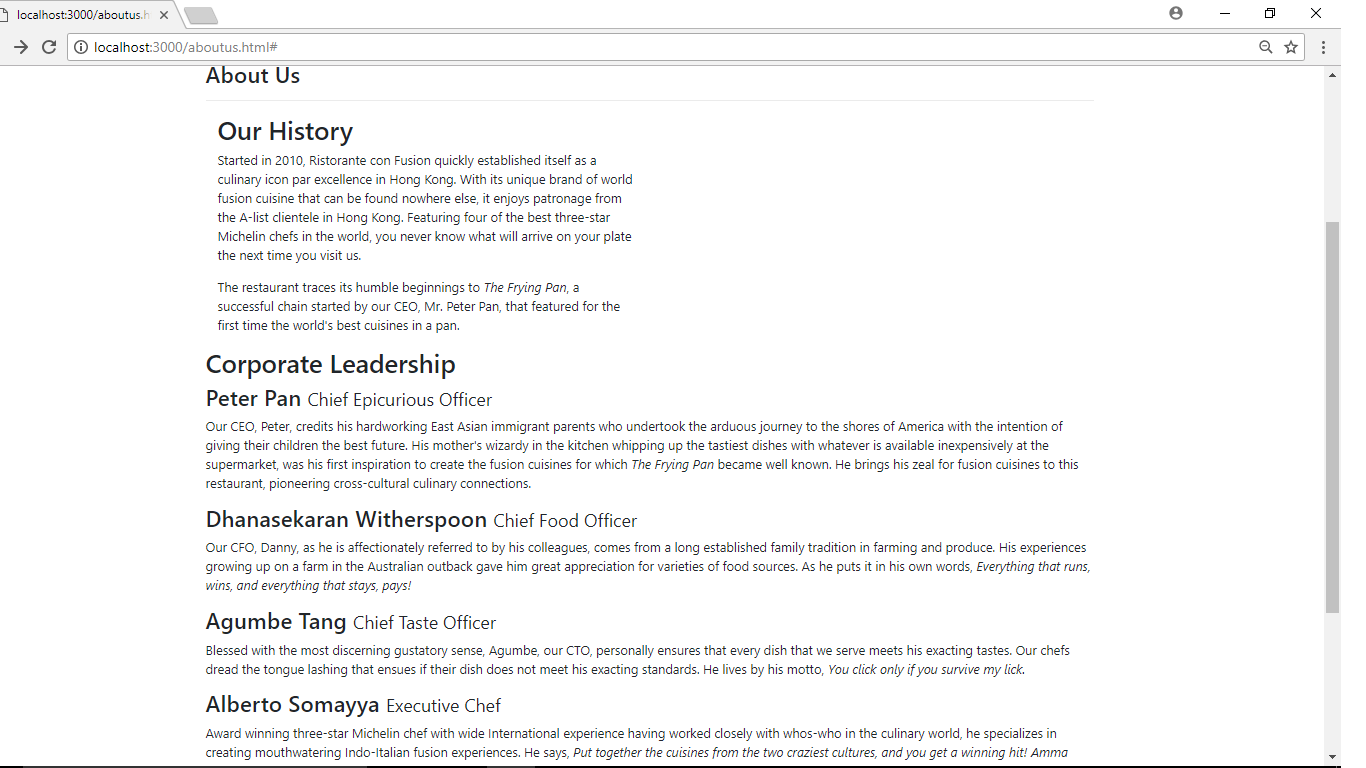 localhost:3000/aboutus.h
localhost:3000/aboutus.html#
About Us
Our History
Started in 2010, Ristorante con Fusion quickly established itself as a
culinary icon par excellence in Hong Kong. With its unique brand of world
fusion cuisine that can be found nowhere else, it enjoys patronage from
the A-list clientele in Hong Kong. Featuring four of the best three-star
Michelin chefs in the world, you never know what will arrive on your plate
the next time you visit us.
The restaurant traces its humble beginnings to The Frying Pan, a
successful chain started by our CEO, Mr. Peter Pan, that featured for the
first time the world's best cuisines in a pan.
Corporate Leadership
Peter Pan Chief Epicurious Officer
Our CEO, Peter, credits his hardworking East Asian immigrant parents who undertook the arduous journey to the shores of America with the intention of
giving their children the best future. His mother's wizardy in the kitchen whipping up the tastiest dishes with whatever is available inexpensively at the
supermarket, was his first inspiration to create the fusion cuisines for which The Frying Pan became well known. He brings his zeal for fusion cuisines to this
restaurant, pioneering cross-cultural culinary connections.
Dhanasekaran Witherspoon Chief Food Officer
Our CFO, Danny, as he is affectionately referred to by his colleagues, comes from a long established family tradition in farming and produce. His experiences
growing up on a farm in the Australian outback gave him great appreciation for varieties of food sources. As he puts it in his own words, Everything that runs,
wins, and everything that stays, pays!
Agumbe Tang Chief Taste Officer
Blessed with the most discerning gustatory sense, Agumbe, our CTO, personally ensures that every dish that we serve meets his exacting tastes. Our chefs
dread the tongue lashing that ensues if their dish does not meet his exacting standards. He lives by his motto, You click only if you survive my lick.
Alberto Somayya Executive Chef
Award winning three-star Michelin chef with wide International experience having worked closely with whos-who in the culinary world, he specializes in
creating mouthwatering Indo-Italian fusion experiences. He says, Put together the cuisines from the two craziest cultures, and you get a winning hit! Amma